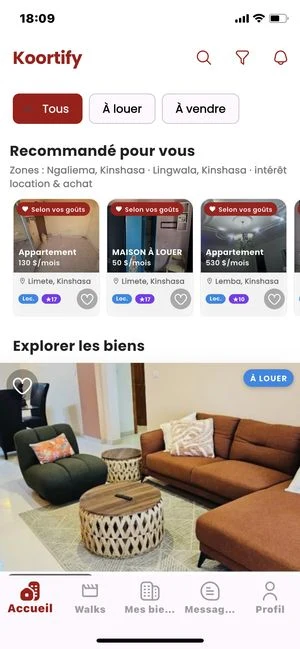 18:09
Koortify
Tous
À louer
À vendre
Recommandé pour vous
Zones : Ngaliema, Kinshasa · Lingwala, Kinshasa · intérêt
location & achat
Selon vos goûts
Selon vos goûts
Selon vos goûts
Appartement
130 $/mois
MAISON À LOUER
50 $/mois
Appartement
530 $/mois
Limete, Kinshasa
Limete, Kinshasa
Lemba, Kinshasa
Loc.
★17
Loc.
★17
Loc.
★10
Explorer les biens
À LOUER
Accueil
Walks
Mes bie...
Messag...
Profil